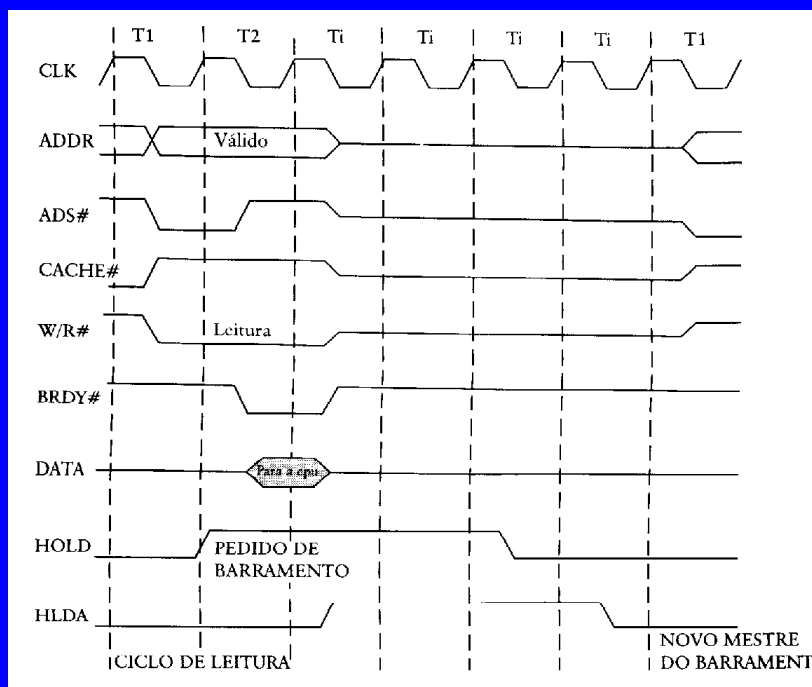 T1 T2 Ti Ti Ti Ti T1
CLK
ADDR Válido
ADS#
CACHE#
W/R# Leitura
BRDY#
DATA Para a cpu
HOLD PEDIDO DE
BARRAMENTO
HLDA
NOVO MESTRE
CICLO DE LEITURA DO BARRAMENT